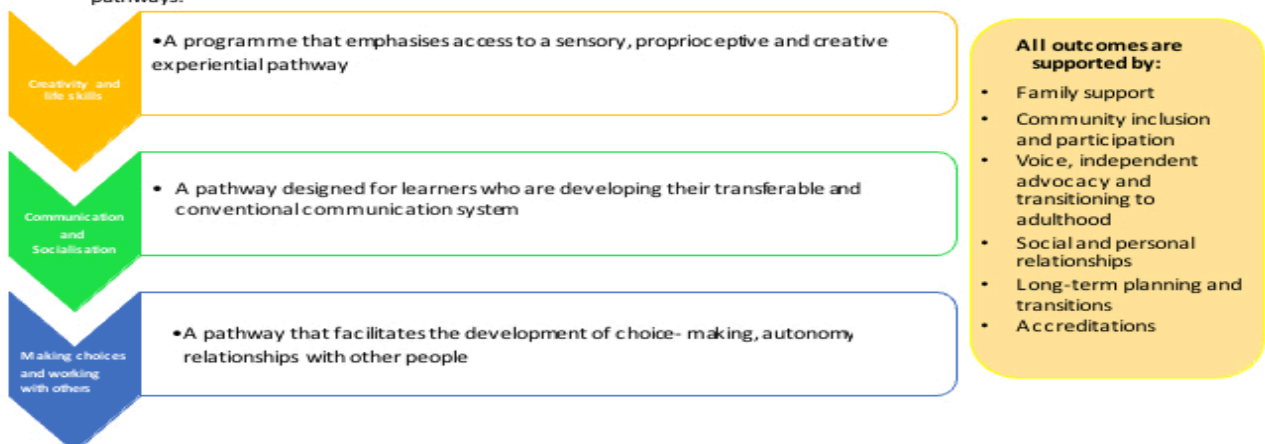 pathways:
Creativity and
life skills
•A programme that emphasises access to a sensory, proprioceptive and creative
experiential pathway
Communication
and
Socialisation
• A pathway designed for learners who are developing their transferable and
conventional communication system
Making choices
and working
with others
•A pathway that facilitates the development of choice- making, autonomy,
relationships with other people
All outcomes are
supported by:
• Family support
• Community inclusion
and participation
• Voice, independent
advocacy and
transitioning to
adulthood
• Social and personal
relationships
• Long-term planning and
transitions
• Accreditations